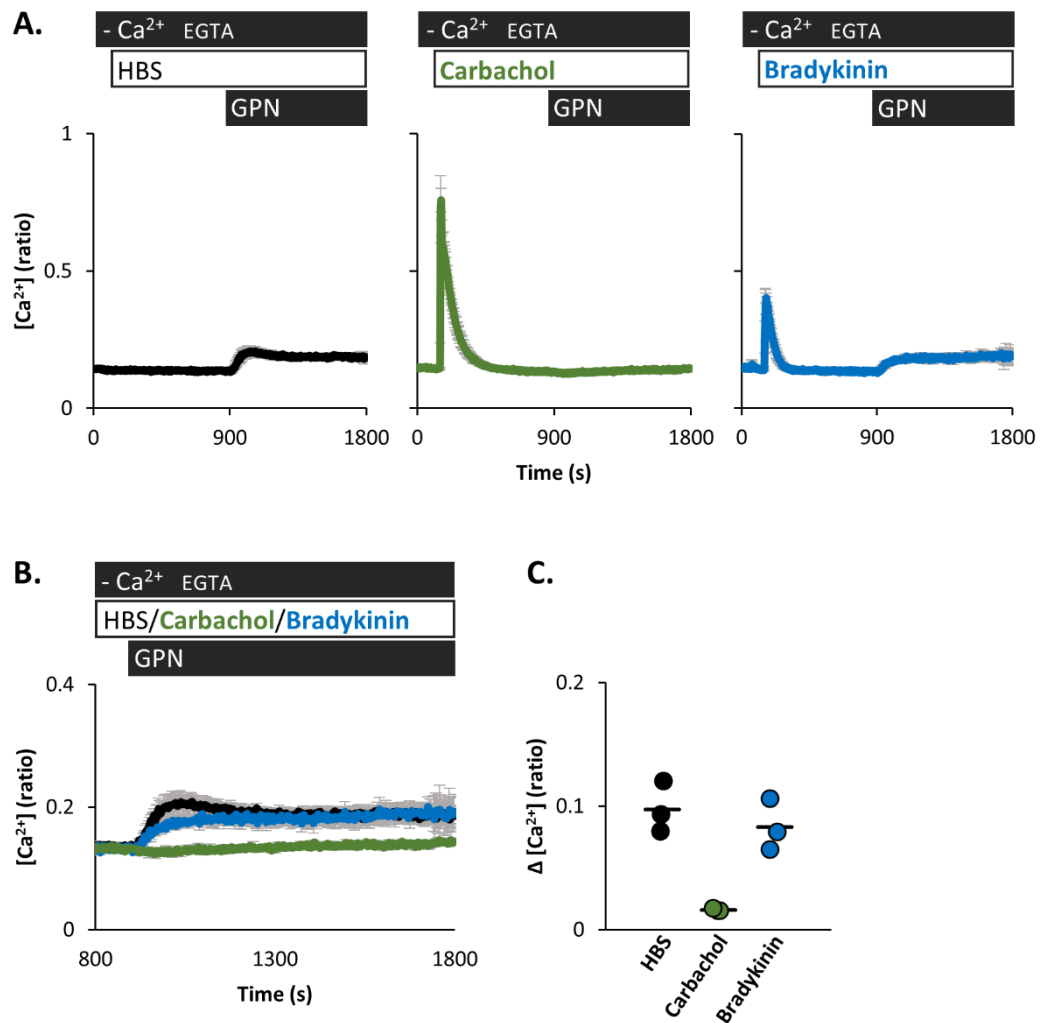 A.
- Ca²⁺ EGTA
HBS
GPN
- Ca²⁺ EGTA
Carbachol
GPN
- Ca²⁺ EGTA
Bradykinin
GPN
[Ca²⁺] (ratio)
1
0.5
0
0 900 1800
0 900 1800
0 900 1800
Time (s)
B.
- Ca²⁺ EGTA
HBS/Carbachol/Bradykinin
GPN
[Ca²⁺] (ratio)
0.4
0.2
0
800 1300 1800
Time (s)
C.
Δ [Ca²⁺] (ratio)
0.2
0.1
0
HBS
Carbachol
Bradykinin